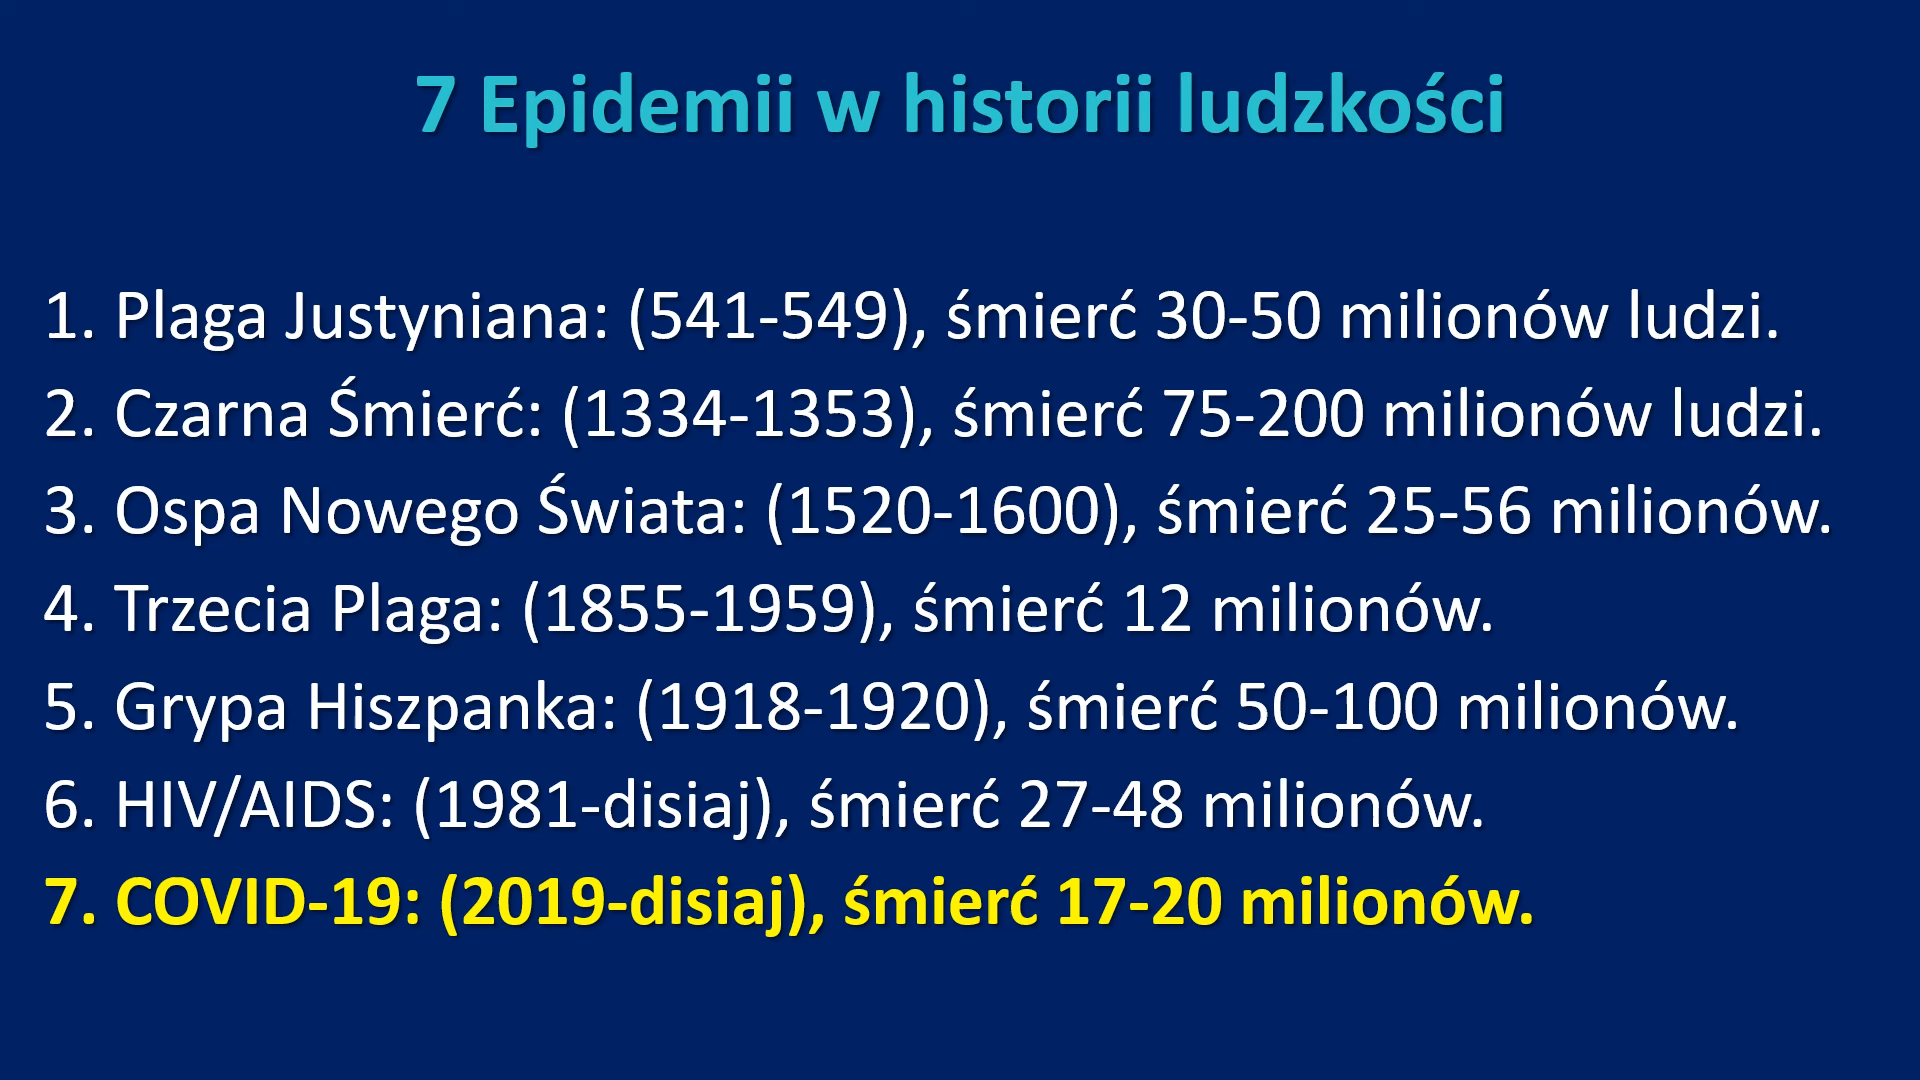 7 Epidemii w historii ludzkości
1. Plaga Justyniana: (541-549), śmierć 30-50 milionów ludzi.
2. Czarna Śmierć: (1334-1353), śmierć 75-200 milionów ludzi.
3. Ospa Nowego Świata: (1520-1600), śmierć 25-56 milionów.
4. Trzecia Plaga: (1855-1959), śmierć 12 milionów.
5. Grypa Hiszpanka: (1918-1920), śmierć 50-100 milionów.
6. HIV/AIDS: (1981-disiaj), śmierć 27-48 milionów.
7. COVID-19: (2019-disiaj), śmierć 17-20 milionów.